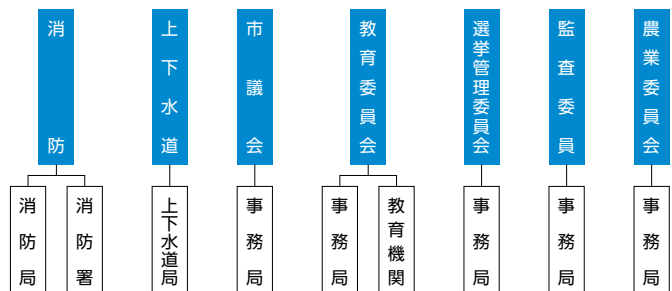 消防
上下水道
市議会
教育委員会
選挙管理委員会
監査委員
農業委員会
消防局
消防署
上下水道局
事務局
事務局
教育機関
事務局
事務局
事務局